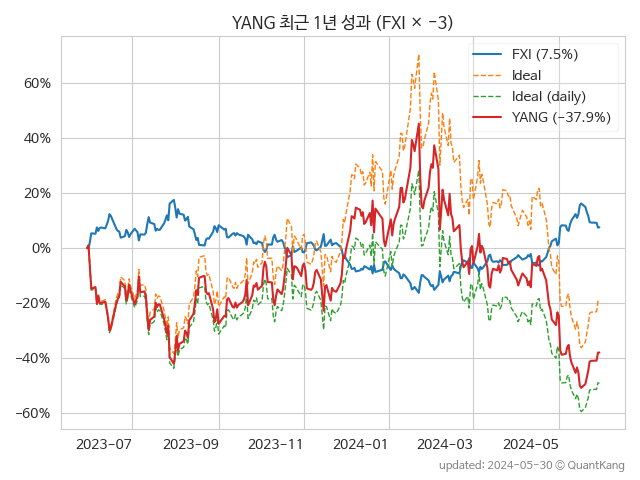 YANG 최근 1년 성과 (FXI × −3)
FXI (7.5%)
Ideal
Ideal (daily)
YANG (−37.9%)
60%
40%
20%
0%
−20%
−40%
−60%
2023−07
2023−09
2023−11
2024−01
2024−03
2024−05
updated: 2024-05-30 © QuantKang